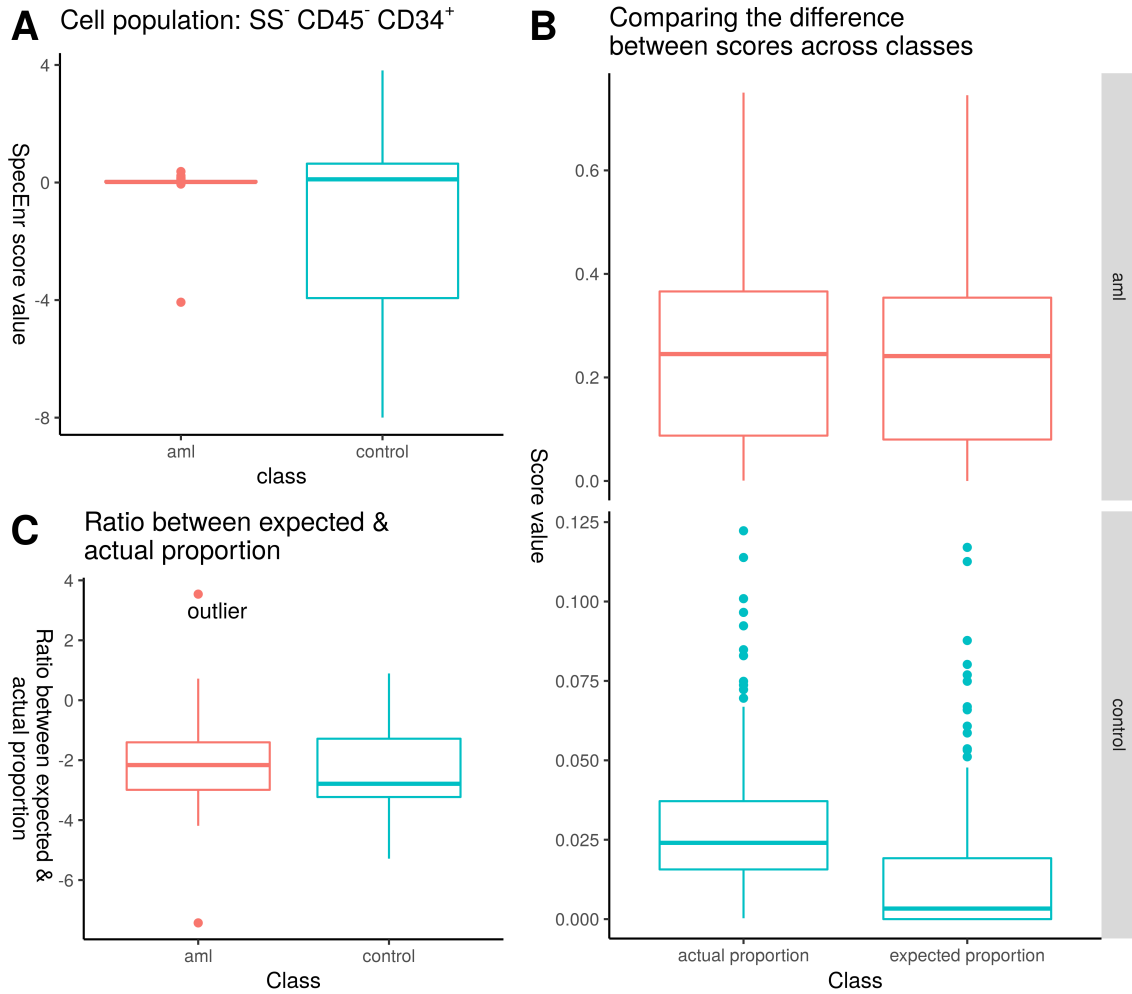 A
Cell population: SS⁻ CD45⁻ CD34⁺
SpecEnr score value
4
0
-4
-8
aml control
class
B
Comparing the difference
between scores across classes
Score value
0.6
0.4
0.2
0.0
aml
0.125
0.100
0.075
0.050
0.025
0.000
control
actual proportion expected proportion
Class
C
Ratio between expected &
actual proportion
Ratio between expected &
actual proportion
4
2
0
-2
-4
-6
outlier
aml control
Class